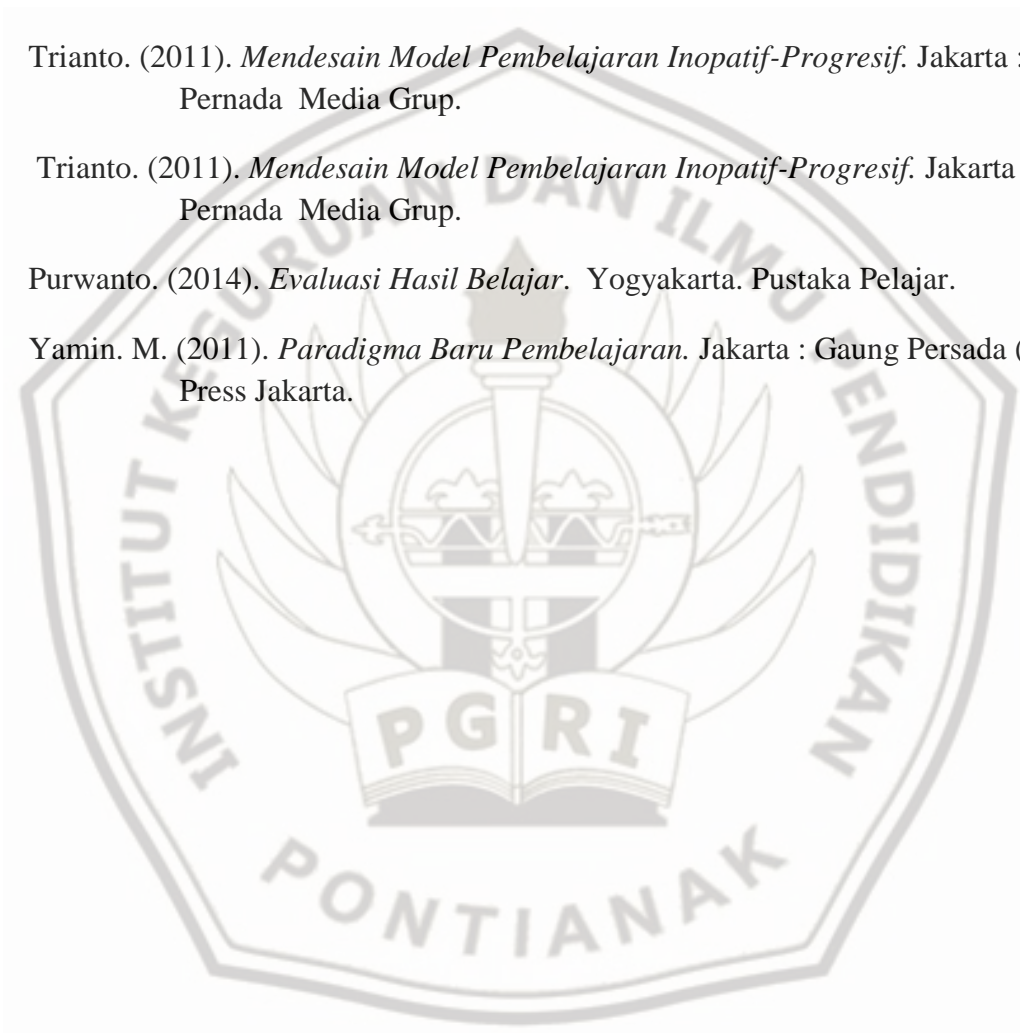 Trianto. (2011). Mendesain Model Pembelajaran Inopatif-Progresif. Jakarta :
Pernada Media Grup.
Trianto. (2011). Mendesain Model Pembelajaran Inopatif-Progresif. Jakarta
Pernada Media Grup.
Purwanto. (2014). Evaluasi Hasil Belajar. Yogyakarta. Pustaka Pelajar.
Yamin. M. (2011). Paradigma Baru Pembelajaran. Jakarta : Gaung Persada (
Press Jakarta.
INSTITUT KEGURUAN DAN ILMU PENDIDIKAN
PGRI
PONTIANAK